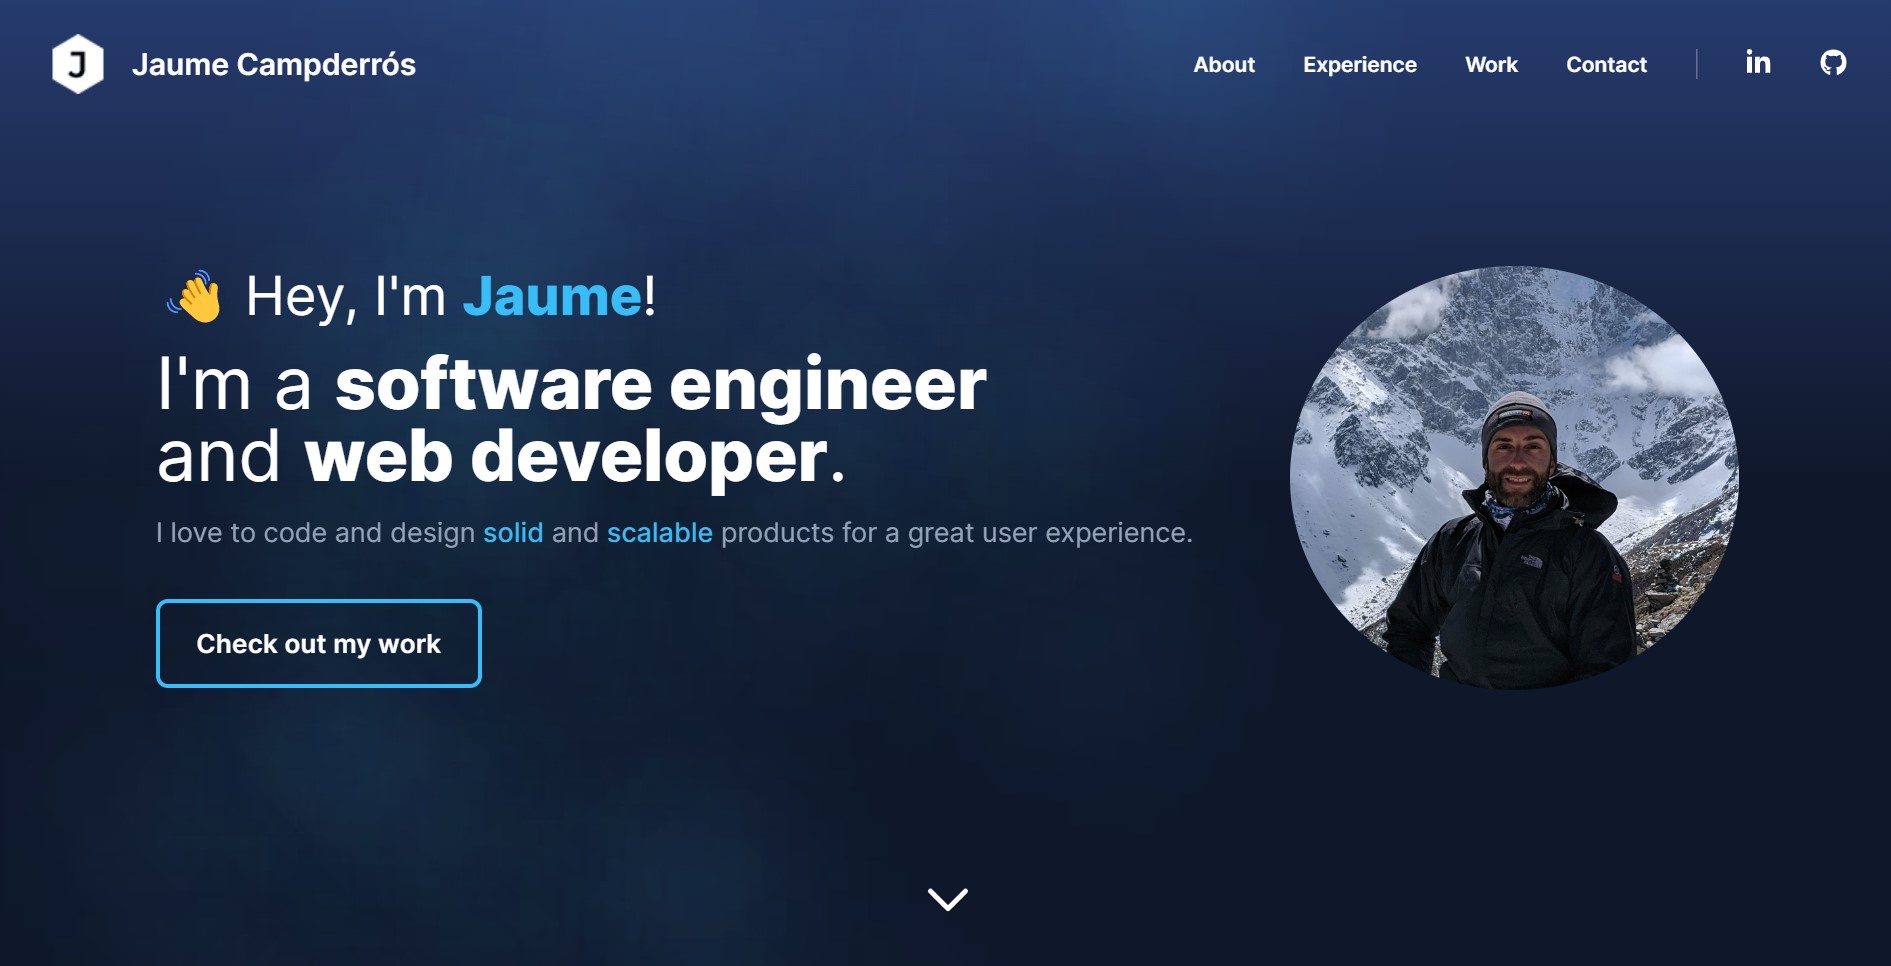 J
Jaume Campderrós
About
Experience
Work
Contact
in
👋 Hey, I'm Jaume!
I'm a software engineer
and web developer.
I love to code and design solid and scalable products for a great user experience.
Check out my work